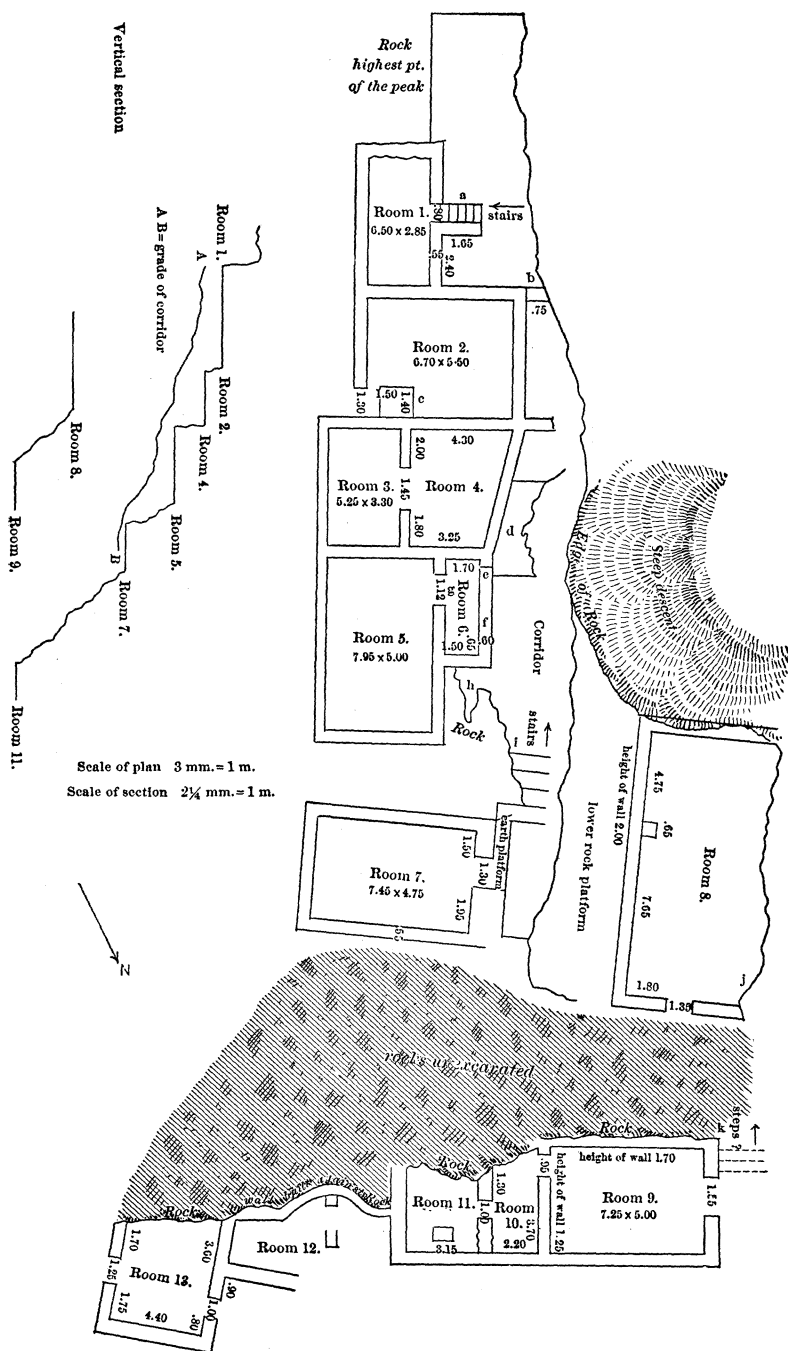 Rock
highest pt.
of the peak
Vertical section
A B = grade of corridor
Room 1.
A
Room 2.
Room 4.
Room 5.
B
Room 7.
Room 8.
Room 9.
Room 11.
Scale of plan 3 mm. = 1 m.
Scale of section 2¼ mm. = 1 m.
N
a
stairs
Room 1.
6.50 x 2.85
.80
1.65
.55
2.40
b
.75
Room 2.
6.70 x 5.50
1.50
1.40
c
1.30
2.00
4.30
Room 3.
5.25 x 3.30
1.45
Room 4.
1.80
3.25
d
Edge of Rock
Steep descent
1.70
e
1.12
g
Room 6.
f
.60
.65
1.50
Room 5.
7.95 x 5.00
Corridor
h
Rock
stairs
i
height of wall 2.00
4.75
.65
Room 8.
7.65
lower rock platform
1.80
1.35
j
earth platform
1.50
Room 7.
7.45 x 4.75
1.30
1.95
rocks unexcavated
steps ?
k
Rock
height of wall 1.70
.95
height of wall 1.25
Room 9.
7.25 x 5.00
1.55
Rock
1.30
Room 11.
1.00
Room
10.
3.70
2.20
3.15
Rock
Rock
Room 12.
1.70
3.60
1.25
Room 13.
.90
1.00
1.75
4.40
.80